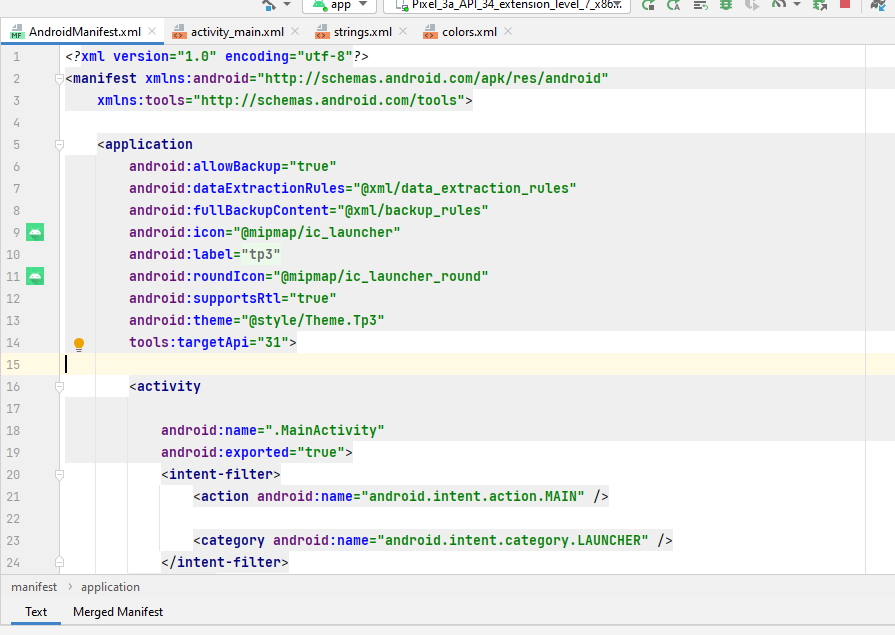 app Pixel_3a_API_34_extension_level_7_x86
AndroidManifest.xml activity_main.xml strings.xml colors.xml
1 <?xml version="1.0" encoding="utf-8"?>
2 <manifest xmlns:android="http://schemas.android.com/apk/res/android"
3 xmlns:tools="http://schemas.android.com/tools">
4
5 <application
6 android:allowBackup="true"
7 android:dataExtractionRules="@xml/data_extraction_rules"
8 android:fullBackupContent="@xml/backup_rules"
9 android:icon="@mipmap/ic_launcher"
10 android:label="tp3"
11 android:roundIcon="@mipmap/ic_launcher_round"
12 android:supportsRtl="true"
13 android:theme="@style/Theme.Tp3"
14 tools:targetApi="31">
15
16 <activity
17
18 android:name=".MainActivity"
19 android:exported="true">
20 <intent-filter>
21 <action android:name="android.intent.action.MAIN" />
22
23 <category android:name="android.intent.category.LAUNCHER" />
24 </intent-filter>
manifest › application
Text Merged Manifest